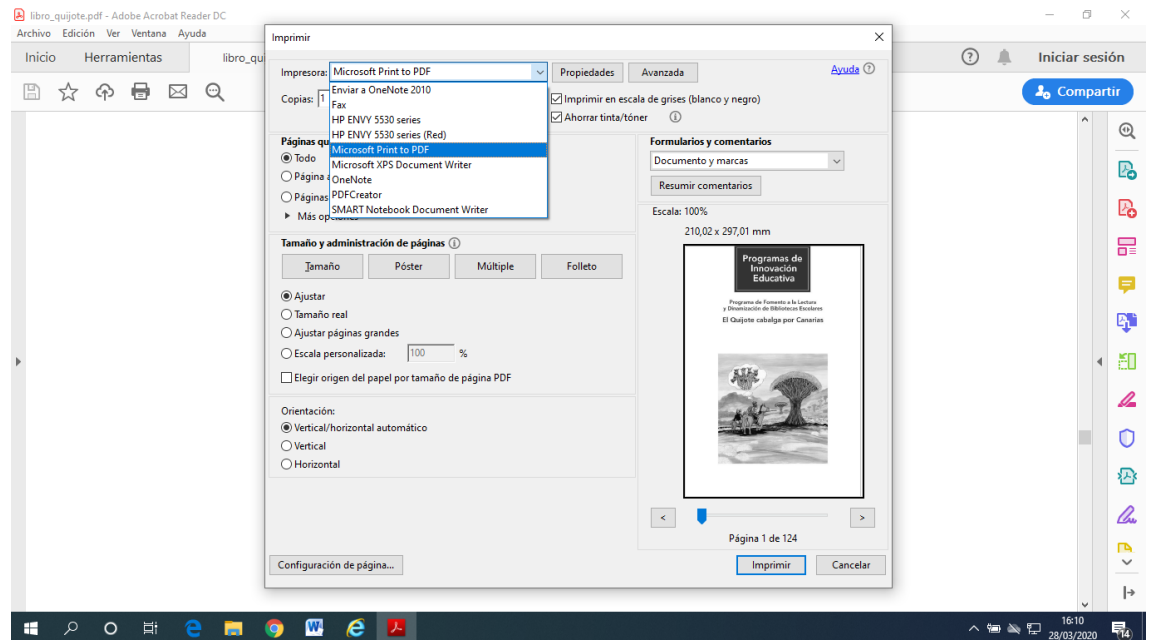 libro_quijote.pdf - Adobe Acrobat Reader DC
Archivo Edición Ver Ventana Ayuda
Inicio Herramientas libro_qui
Iniciar sesión
Compartir
Imprimir
Impresora: Microsoft Print to PDF Propiedades Avanzada Ayuda
Enviar a OneNote 2010
Fax
HP ENVY 5530 series
HP ENVY 5530 series (Red)
Microsoft Print to PDF
Microsoft XPS Document Writer
OneNote
PDFCreator
SMART Notebook Document Writer
Copias: 1 Imprimir en escala de grises (blanco y negro)
Ahorrar tinta/tóner
Páginas qu
Todo
Página a
Páginas
Más opciones
Tamaño y administración de páginas
Tamaño Póster Múltiple Folleto
Ajustar
Tamaño real
Ajustar páginas grandes
Escala personalizada: 100 %
Elegir origen del papel por tamaño de página PDF
Orientación:
Vertical/horizontal automático
Vertical
Horizontal
Formularios y comentarios
Documento y marcas
Resumir comentarios
Escala: 100%
210,02 x 297,01 mm
Programas de
Innovación
Educativa
Programa de Fomento a la Lectura
y Dinamización de Bibliotecas Escolares
El Quijote cabalga por Canarias
< >
Página 1 de 124
Configuración de página... Imprimir Cancelar
16:10
28/03/2020
14